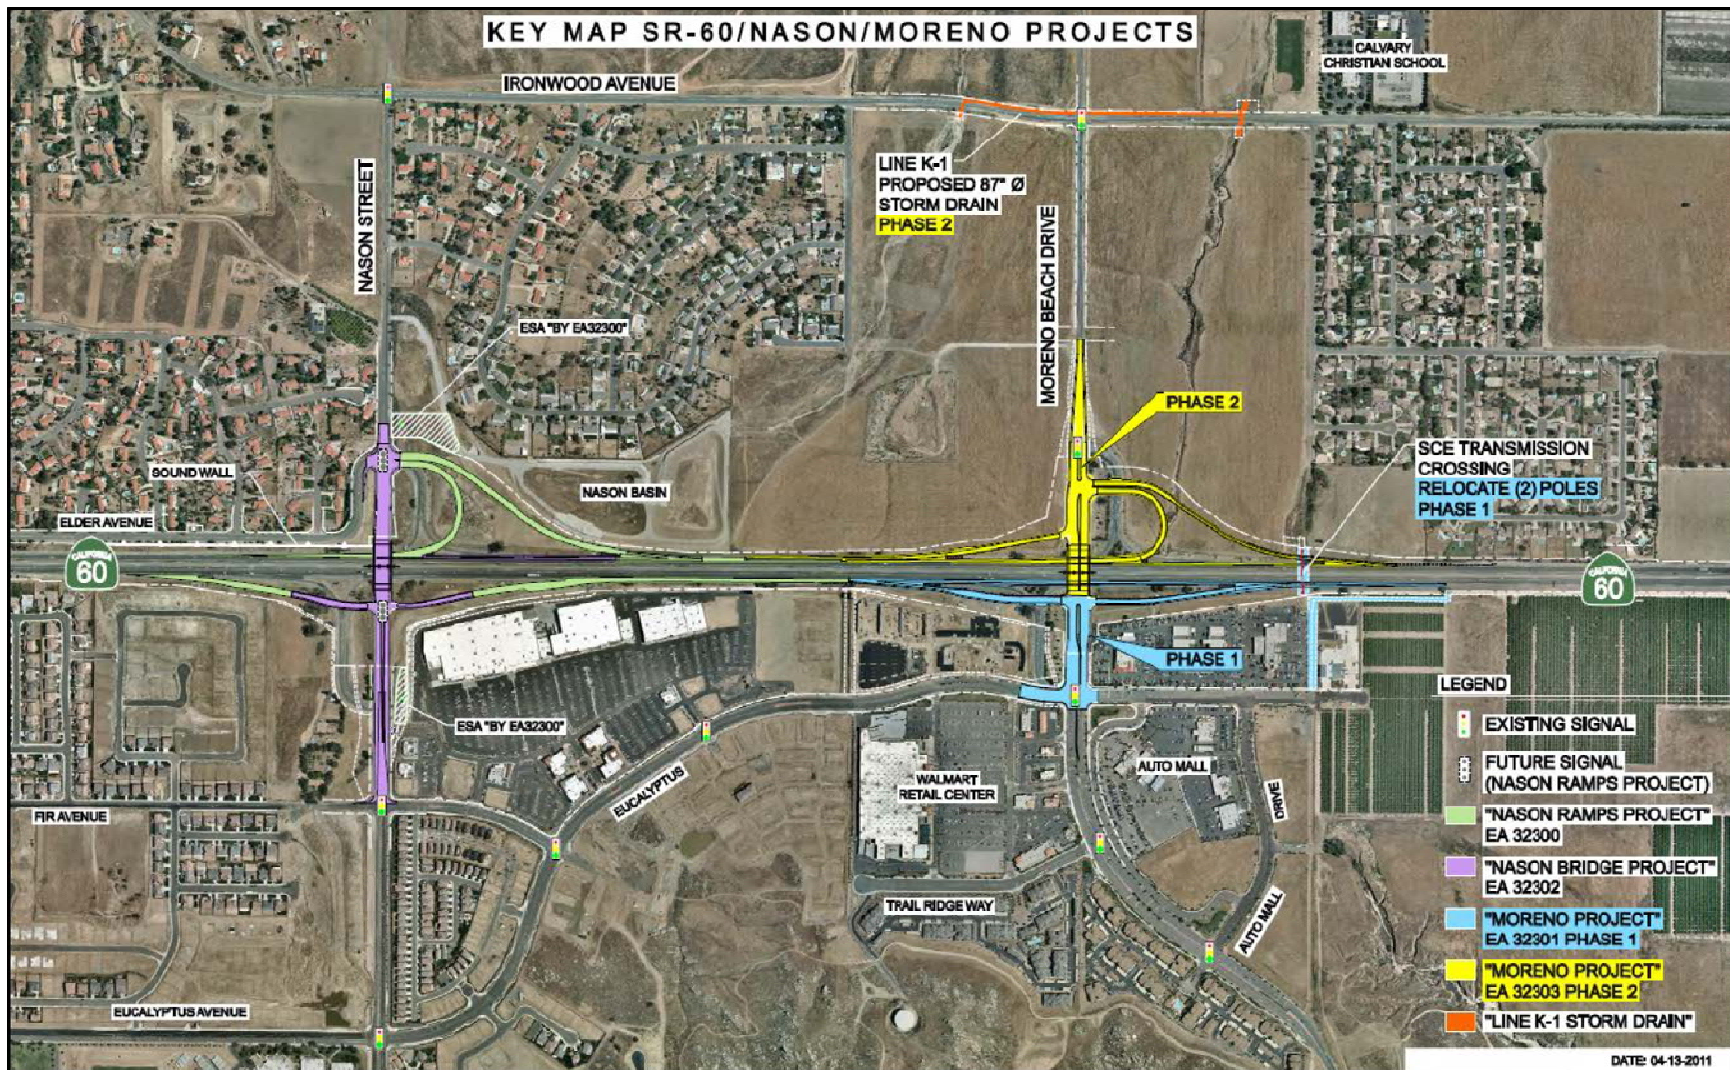 KEY MAP SR-60/NASON/MORENO PROJECTS
CALVARY
CHRISTIAN SCHOOL
IRONWOOD AVENUE
NASON STREET
LINE K-1
PROPOSED 87" Ø
STORM DRAIN
PHASE 2
MORENO BEACH DRIVE
ESA "BY EA32300"
PHASE 2
SOUND WALL
NASON BASIN
SCE TRANSMISSION
CROSSING
RELOCATE (2) POLES
PHASE 1
ELDER AVENUE
CALIFORNIA
60
CALIFORNIA
60
PHASE 1
ESA "BY EA32300"
EUCALYPTUS
WALMART
RETAIL CENTER
AUTO MALL
DRIVE
FIR AVENUE
TRAIL RIDGE WAY
AUTO MALL
EUCALYPTUS AVENUE
LEGEND
EXISTING SIGNAL
FUTURE SIGNAL
(NASON RAMPS PROJECT)
"NASON RAMPS PROJECT"
EA 32300
"NASON BRIDGE PROJECT"
EA 32302
"MORENO PROJECT"
EA 32301 PHASE 1
"MORENO PROJECT"
EA 32303 PHASE 2
"LINE K-1 STORM DRAIN"
DATE: 04-13-2011